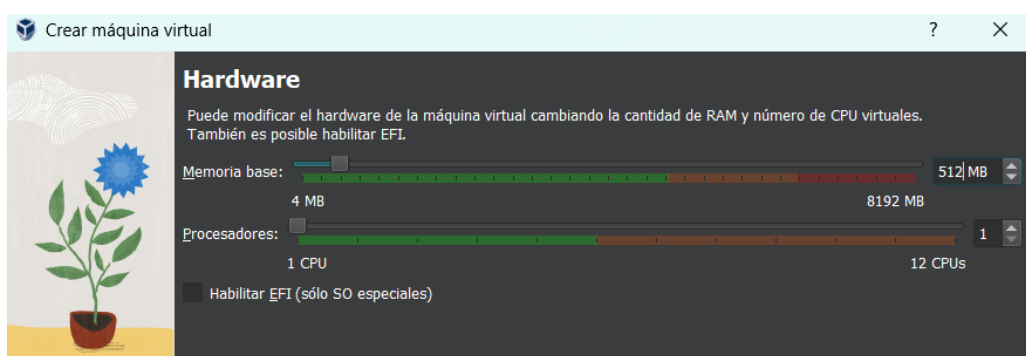 Crear máquina virtual ?
Hardware
Puede modificar el hardware de la máquina virtual cambiando la cantidad de RAM y número de CPU virtuales.
También es posible habilitar EFI.
Memoria base: 512 MB
4 MB 8192 MB
Procesadores: 1
1 CPU 12 CPUs
Habilitar EFI (sólo SO especiales)